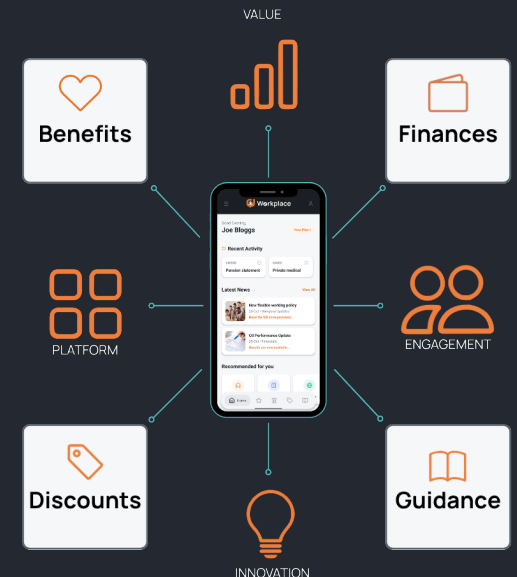 VALUE
Benefits
Finances
Workplace
Good Evening
Joe Bloggs
Recent Activity
Pension statement
Private medical
Latest News
View All
New flexible working policy
Q3 Performance Update
Recommended for you
Home
PLATFORM
ENGAGEMENT
Discounts
Guidance
INNOVATION